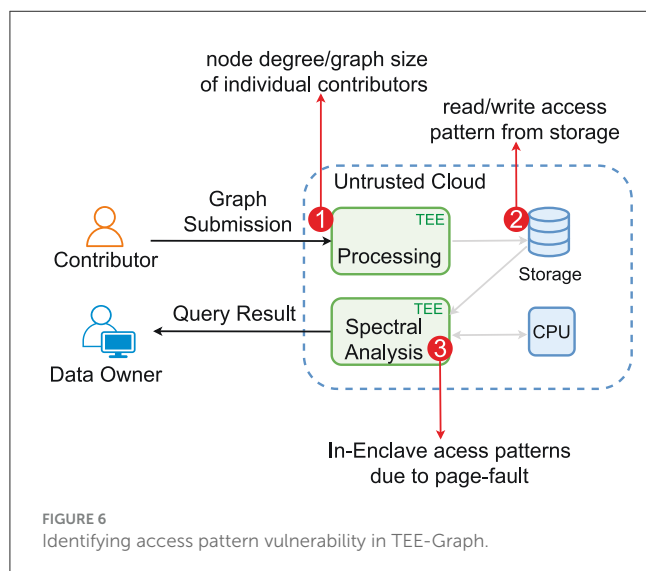 node degree/graph size
of individual contributors
read/write access
pattern from storage
Untrusted Cloud
Graph
Submission
1
TEE
2
Processing
Contributor
Storage
Query Result
TEE
Spectral
Analysis
3
CPU
Data Owner
In-Enclave acess patterns
due to page-fault
FIGURE 6
Identifying access pattern vulnerability in TEE-Graph.